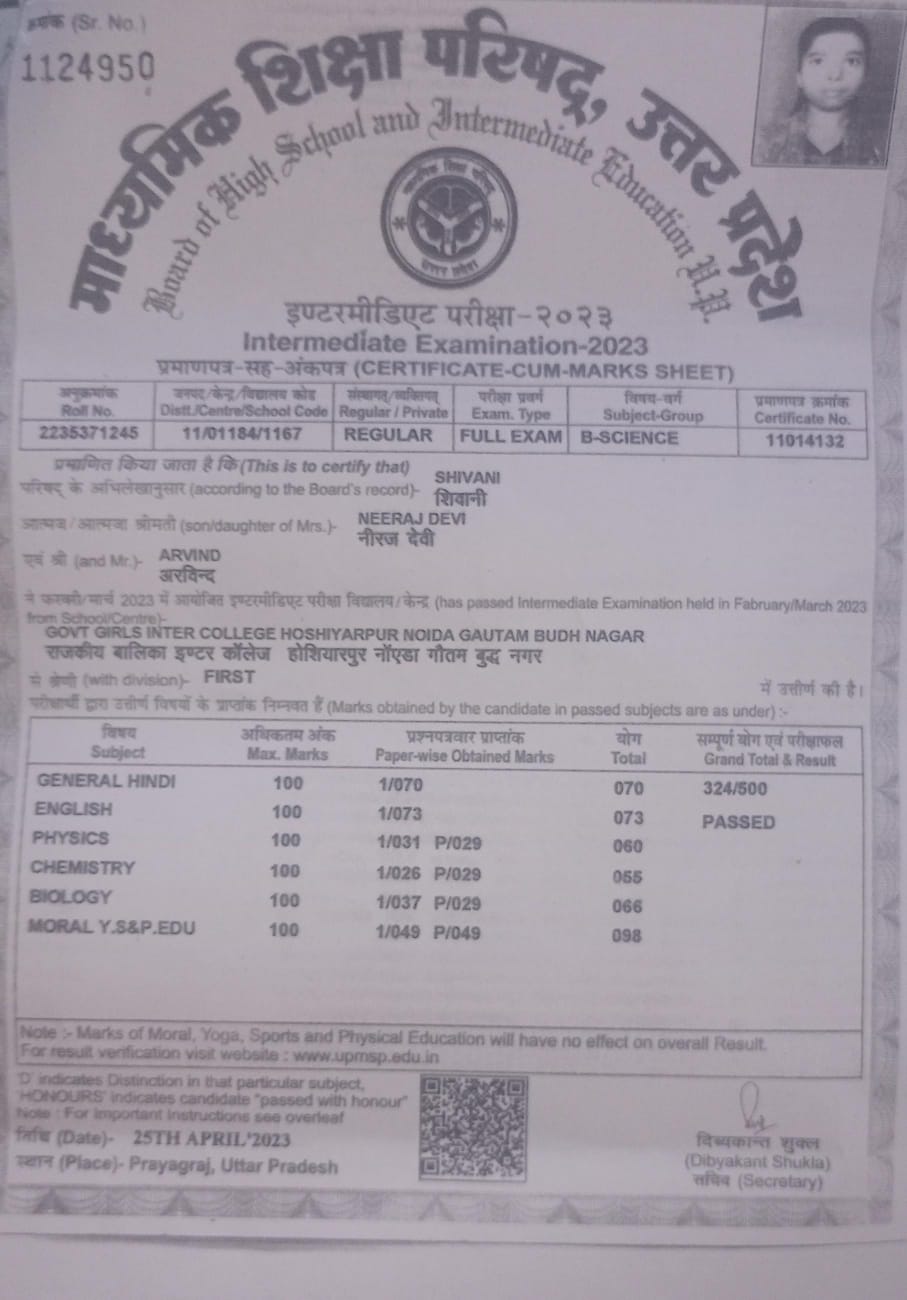 क्रमांक (Sr. No.)
1124950
माध्यमिक शिक्षा परिषद्, उत्तर प्रदेश
Board of High School and Intermediate Education U.P.
माध्यमिक शिक्षा परिषद्
उत्तर प्रदेश
इण्टरमीडिएट परीक्षा-२०२३
Intermediate Examination-2023
प्रमाणपत्र-सह-अंकपत्र (CERTIFICATE-CUM-MARKS SHEET)
अनुक्रमांक जनपद/केन्द्र/विद्यालय कोड संस्थागत/व्यक्तिगत् परीक्षा प्रवर्ग विषय-वर्ग प्रमाणपत्र क्रमांक
Roll No. Distt./Centre/School Code Regular / Private Exam. Type Subject-Group Certificate No.
2235371245 11/01184/1167 REGULAR FULL EXAM B-SCIENCE 11014132
प्रमाणित किया जाता है कि (This is to certify that) SHIVANI
परिषद् के अभिलेखानुसार (according to the Board's record)- शिवानी
आत्मज/आत्मजा श्रीमती (son/daughter of Mrs.)- NEERAJ DEVI
नीरज देवी
एवं श्री (and Mr.)- ARVIND
अरविन्द
ने फरवरी/मार्च 2023 में आयोजित इण्टरमीडिएट परीक्षा विद्यालय/केन्द्र (has passed Intermediate Examination held in Fabruary/March 2023
from School/Centre)-
GOVT GIRLS INTER COLLEGE HOSHIYARPUR NOIDA GAUTAM BUDH NAGAR
राजकीय बालिका इण्टर कॉलेज होशियारपुर नॉएडा गौतम बुद्ध नगर
से श्रेणी (with division)- FIRST में उत्तीर्ण की है।
परीक्षार्थी द्वारा उत्तीर्ण विषयों के प्राप्तांक निम्नवत हैं (Marks obtained by the candidate in passed subjects are as under) :-
विषय अधिकतम अंक प्रश्नपत्रवार प्राप्तांक योग सम्पूर्ण योग एवं परीक्षाफल
Subject Max. Marks Paper-wise Obtained Marks Total Grand Total & Result
GENERAL HINDI 100 1/070 070 324/500
ENGLISH 100 1/073 073 PASSED
PHYSICS 100 1/031 P/029 060
CHEMISTRY 100 1/026 P/029 055
BIOLOGY 100 1/037 P/029 066
MORAL Y.S&P.EDU 100 1/049 P/049 098
Note :- Marks of Moral, Yoga, Sports and Physical Education will have no effect on overall Result.
For result verification visit website : www.upmsp.edu.in
'D' indicates Distinction in that particular subject,
'HONOURS' indicates candidate "passed with honour"
Note : For Important Instructions see overleaf
तिथि (Date)- 25TH APRIL'2023
स्थान (Place)- Prayagraj, Uttar Pradesh
दिब्यकान्त शुक्ल
(Dibyakant Shukla)
सचिव (Secretary)